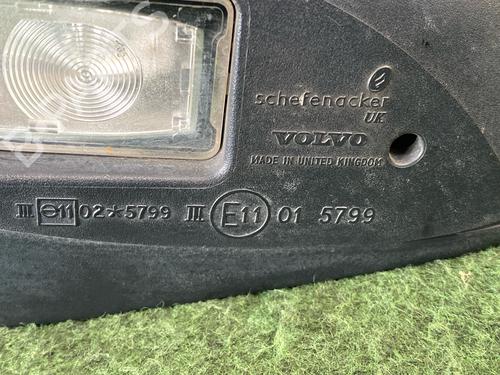 schefenacker
UK
VOLVO
MADE IN UNITED KINGDOM
III e11 02*5799 III E11 01 5799